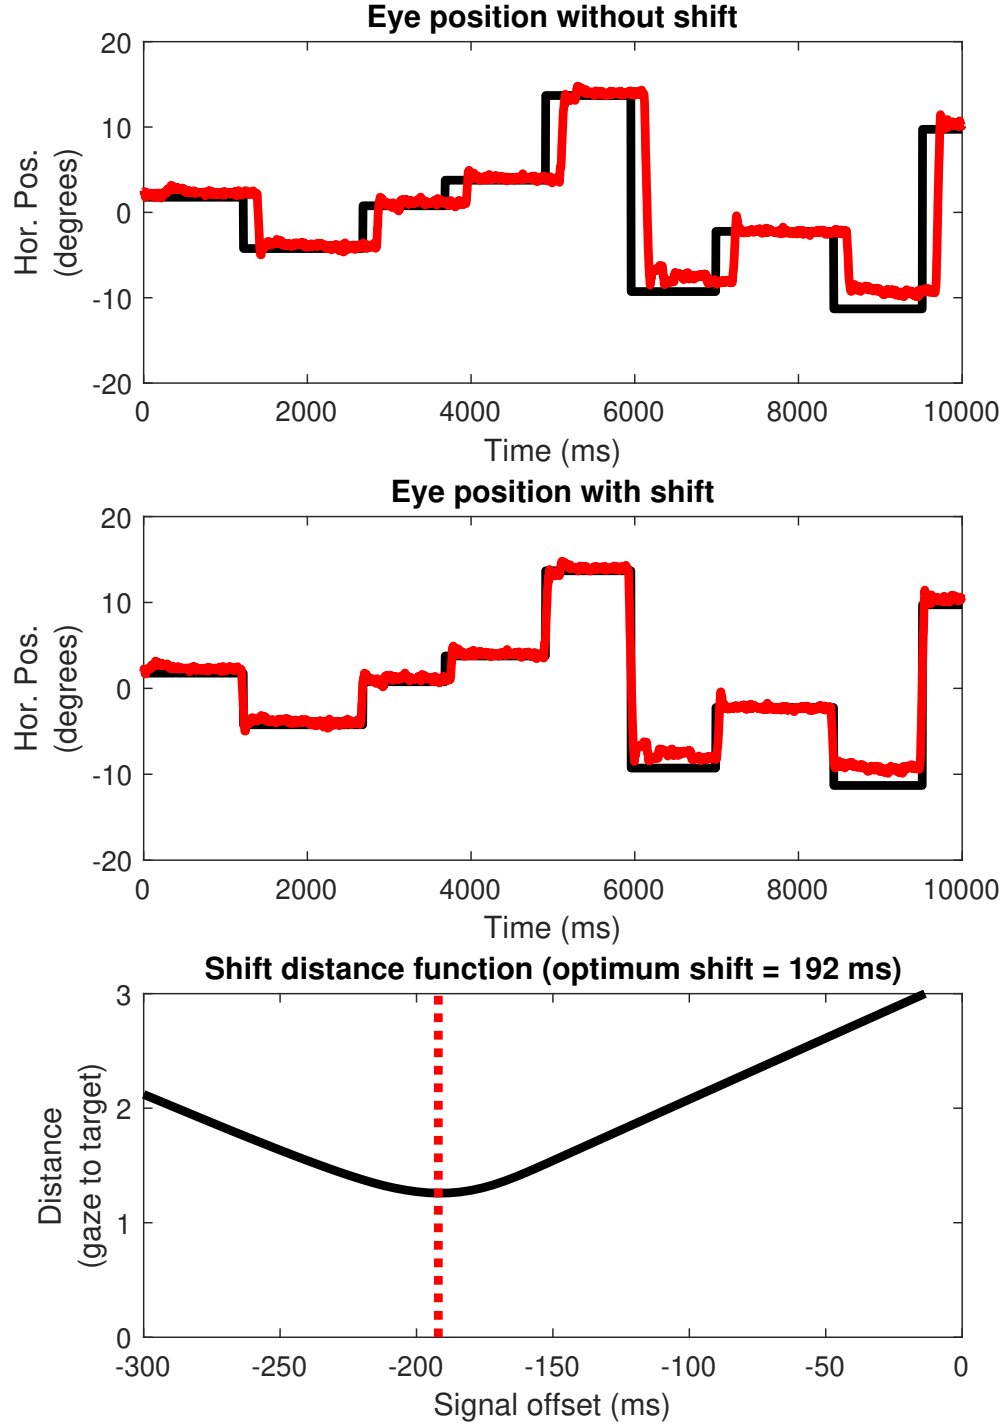 Eye position without shift
20
10
0
-10
-20
Hor. Pos.
(degrees)
0 2000 4000 6000 8000 10000
Time (ms)
Eye position with shift
20
10
0
-10
-20
Hor. Pos.
(degrees)
0 2000 4000 6000 8000 10000
Time (ms)
Shift distance function (optimum shift = 192 ms)
3
2
1
0
Distance
(gaze to target)
-300 -250 -200 -150 -100 -50 0
Signal offset (ms)